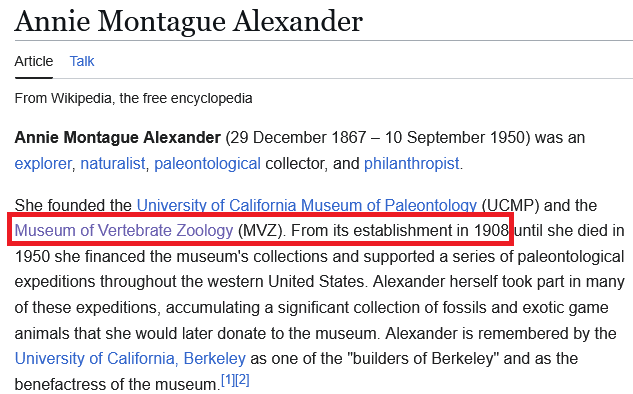 Annie Montague Alexander
Article Talk
From Wikipedia, the free encyclopedia
Annie Montague Alexander (29 December 1867 – 10 September 1950) was an
explorer, naturalist, paleontological collector, and philanthropist.
She founded the University of California Museum of Paleontology (UCMP) and the
Museum of Vertebrate Zoology (MVZ). From its establishment in 1908 until she died in
1950 she financed the museum's collections and supported a series of paleontological
expeditions throughout the western United States. Alexander herself took part in many
of these expeditions, accumulating a significant collection of fossils and exotic game
animals that she would later donate to the museum. Alexander is remembered by the
University of California, Berkeley as one of the "builders of Berkeley" and as the
benefactress of the museum.[1][2]